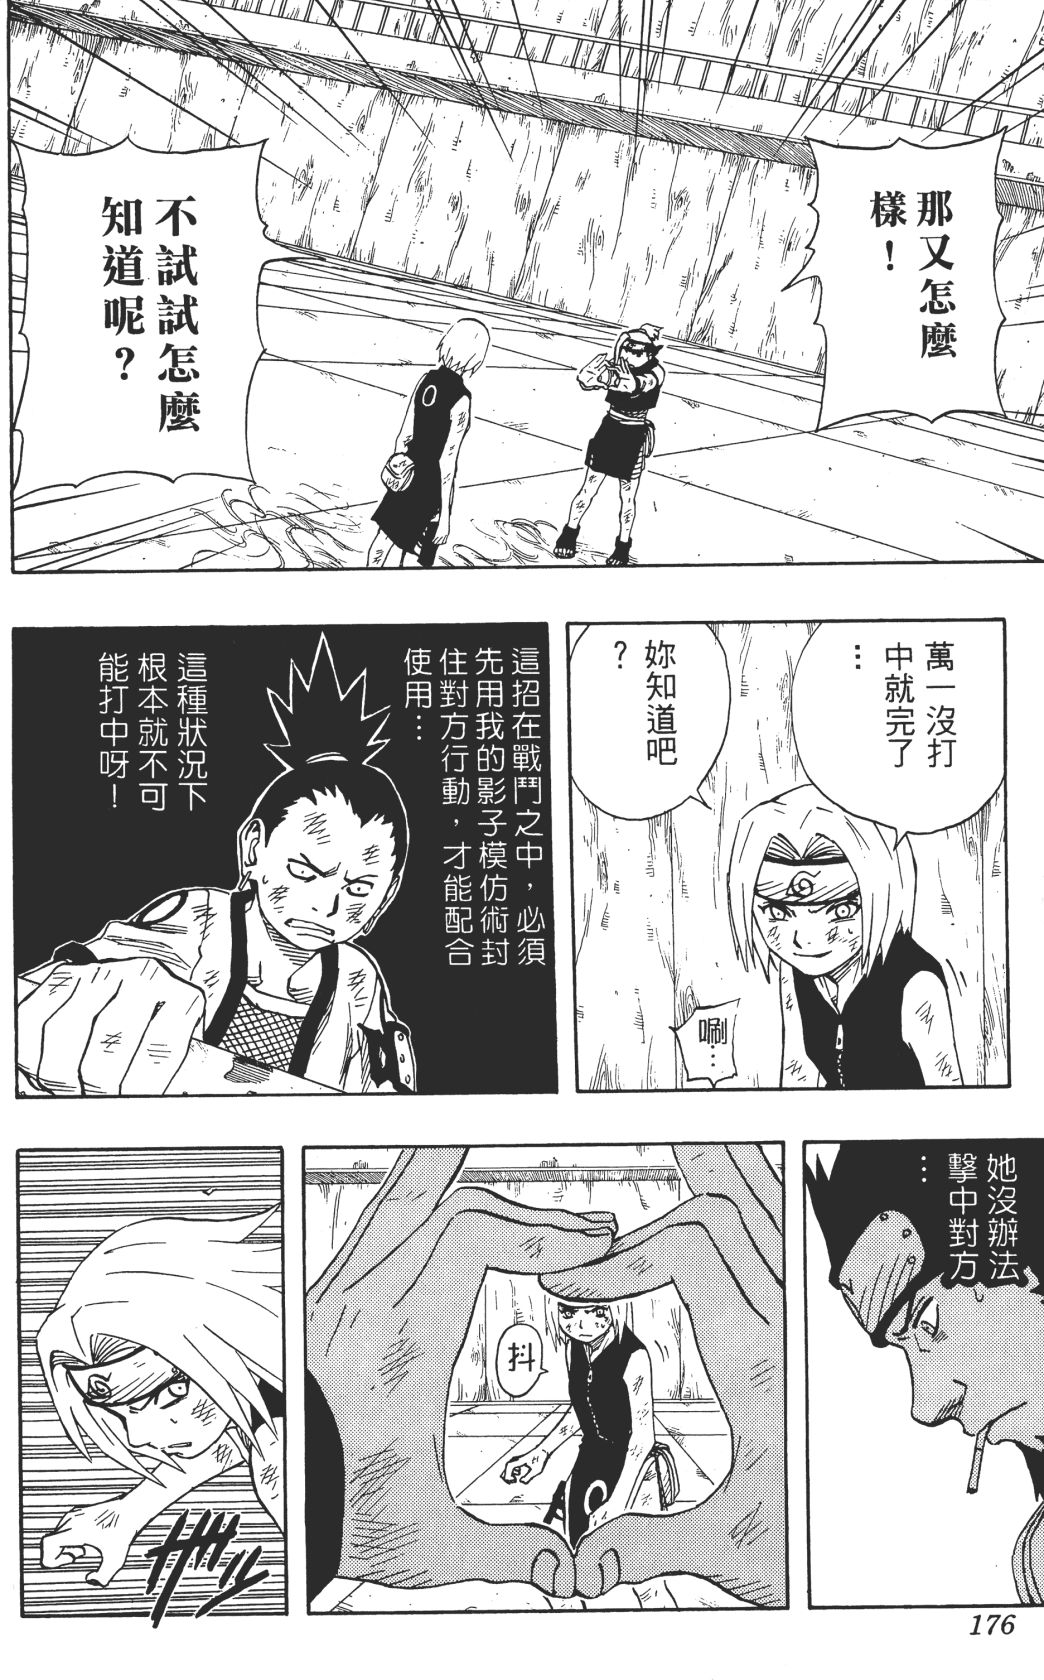 那又怎麼
樣！
不試試怎麼
知道呢？
萬一沒打
中就完了
…
妳知道吧
？
唰…
這招在戰鬥之中，必須
先用我的影子模仿術封
住對方行動，才能配合
使用…
這種狀況下
根本就不可
能打中呀！
她沒辦法
擊中對方
…
抖
176